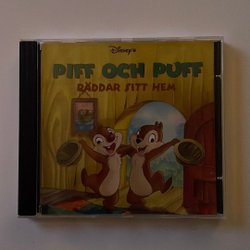 Disney's
PIFF OCH PUFF
RÄDDAR SITT HEM